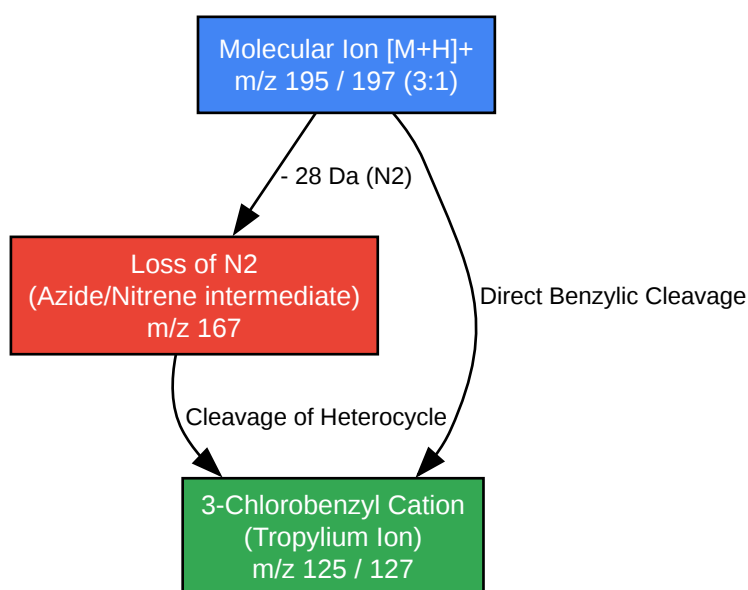 Molecular Ion [M+H]+
m/z 195 / 197 (3:1)
- 28 Da (N2)
Loss of N2
(Azide/Nitrene intermediate)
m/z 167
Direct Benzylic Cleavage
Cleavage of Heterocycle
3-Chlorobenzyl Cation
(Tropylium Ion)
m/z 125 / 127